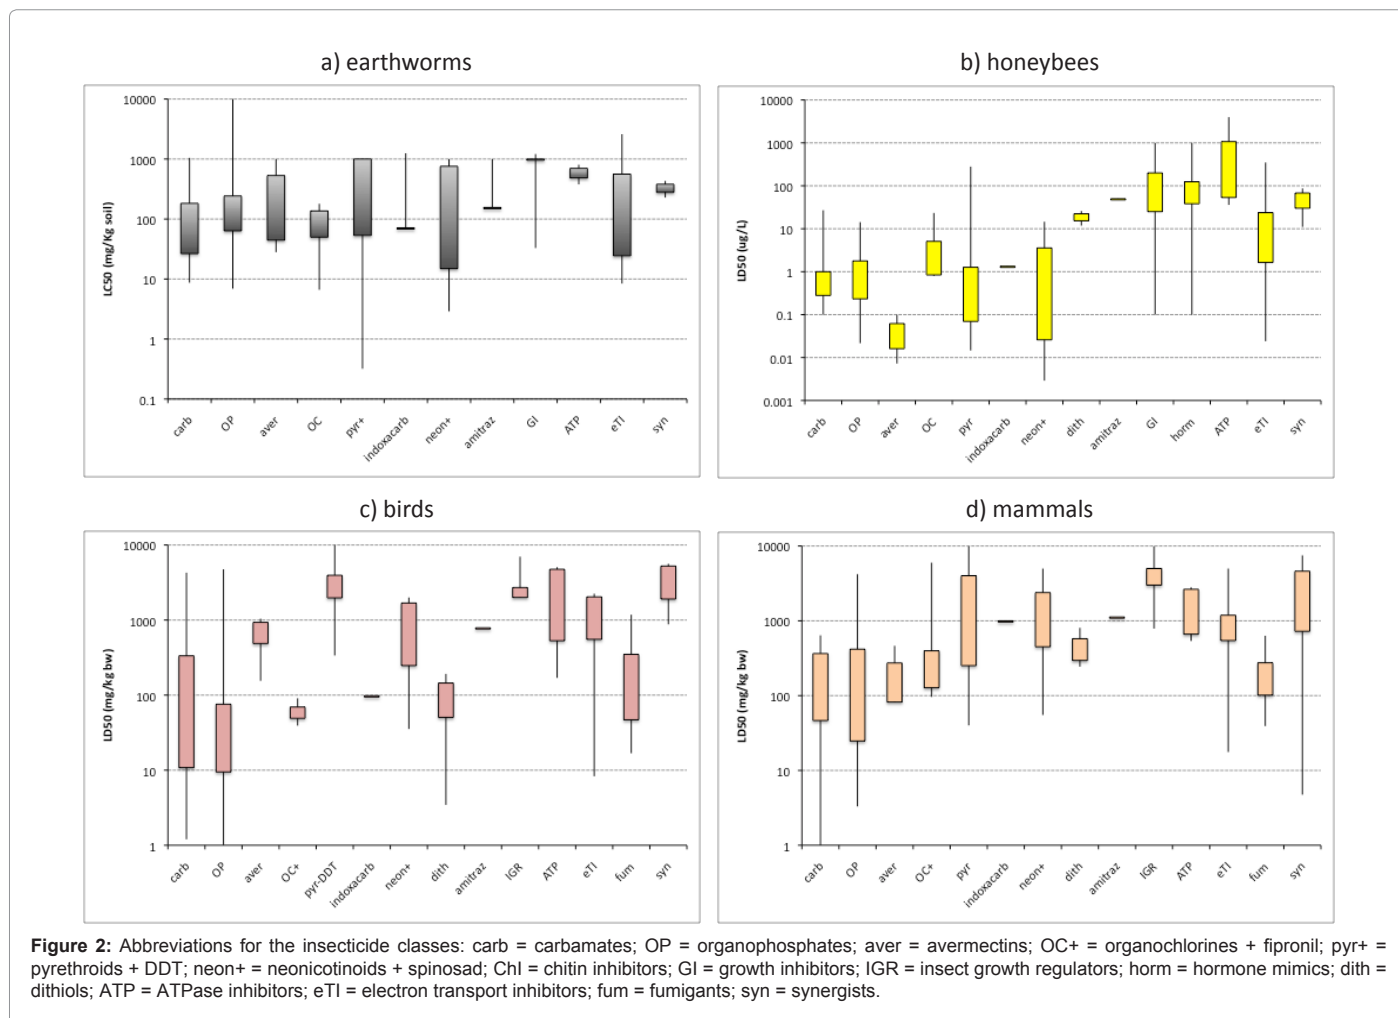 a) earthworms
LC50 (mg/Kg soil)
10000
1000
100
10
1
0.1
carb OP aver OC pyr+ indoxacarb neon+ amitraz GI ATP eTI syn
b) honeybees
LD50 (ug/L)
10000
1000
100
10
1
0.1
0.01
0.001
carb OP aver OC pyr indoxacarb neon+ dith amitraz GI horm ATP eTI syn
c) birds
LD50 (mg/kg bw)
10000
1000
100
10
1
carb OP aver OC+ pyr-DDT indoxacarb neon+ dith amitraz IGR ATP eTI fum syn
d) mammals
LD50 (mg/kg bw)
10000
1000
100
10
1
carb OP aver OC+ pyr indoxacarb neon+ dith amitraz IGR ATP eTI fum syn
Figure 2: Abbreviations for the insecticide classes: carb = carbamates; OP = organophosphates; aver = avermectins; OC+ = organochlorines + fipronil; pyr+ =
pyrethroids + DDT; neon+ = neonicotinoids + spinosad; ChI = chitin inhibitors; GI = growth inhibitors; IGR = insect growth regulators; horm = hormone mimics; dith =
dithiols; ATP = ATPase inhibitors; eTI = electron transport inhibitors; fum = fumigants; syn = synergists.